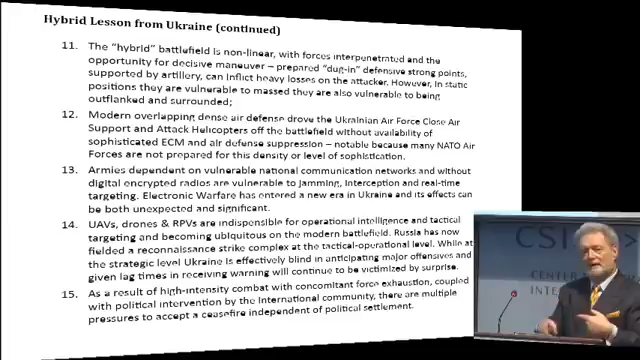 Hybrid Lesson from Ukraine (continued)
11. The "hybrid" battlefield is non-linear, with forces interpenetrated and the
opportunity for decisive maneuver – prepared "dug-in" defensive strong points,
supported by artillery, can inflict heavy losses on the attacker. However, in static
positions they are vulnerable to massed they are also vulnerable to being
outflanked and surrounded;
12. Modern overlapping dense air defense drove the Ukrainian Air Force Close Air
Support and Attack Helicopters off the battlefield without availability of
sophisticated ECM and air defense suppression – notable because many NATO Air
Forces are not prepared for this density or level of sophistication.
13. Armies dependent on vulnerable national communication networks and without
digital encrypted radios are vulnerable to jamming, interception and real-time
targeting. Electronic Warfare has entered a new era in Ukraine and its effects can
be both unexpected and significant.
14. UAVs, drones & RPVs are indispensible for operational intelligence and tactical
targeting and becoming ubiquitous on the modern battlefield. Russia has now
fielded a reconnaissance strike complex at the tactical-operational level. While at
the strategic level Ukraine is effectively blind in anticipating major offensives and
given lag times in receiving warning will continue to be victimized by surprise.
15. As a result of high-intensity combat with concomitant force exhaustion, coupled
with political intervention by the international community, there are multiple
pressures to accept a ceasefire independent of political settlement.
CSIS